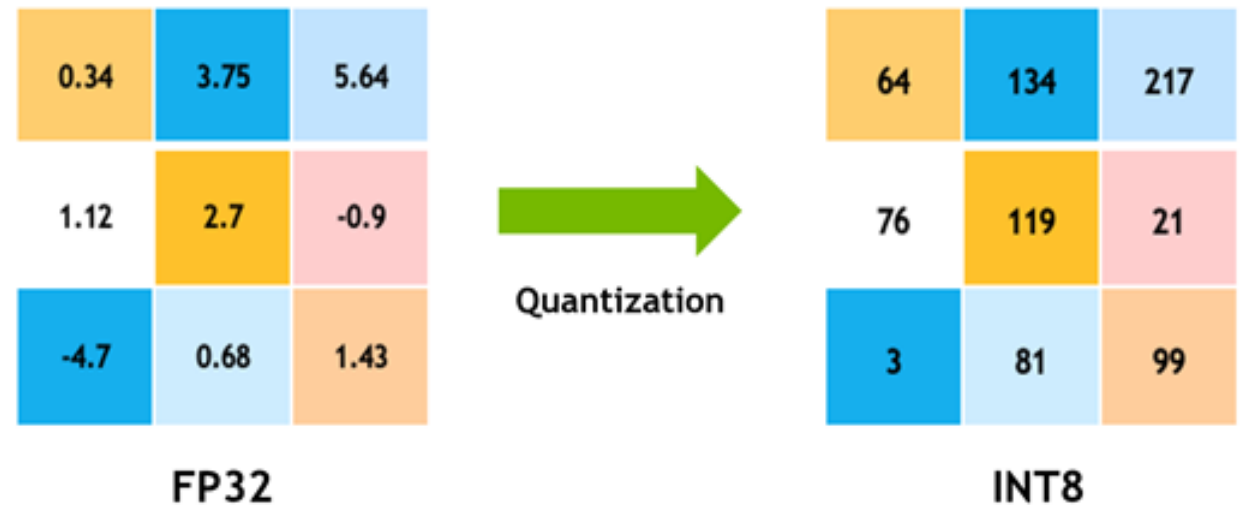 0.34 3.75 5.64 64 134 217
1.12 2.7 -0.9 76 119 21
Quantization
-4.7 0.68 1.43 3 81 99
FP32 INT8